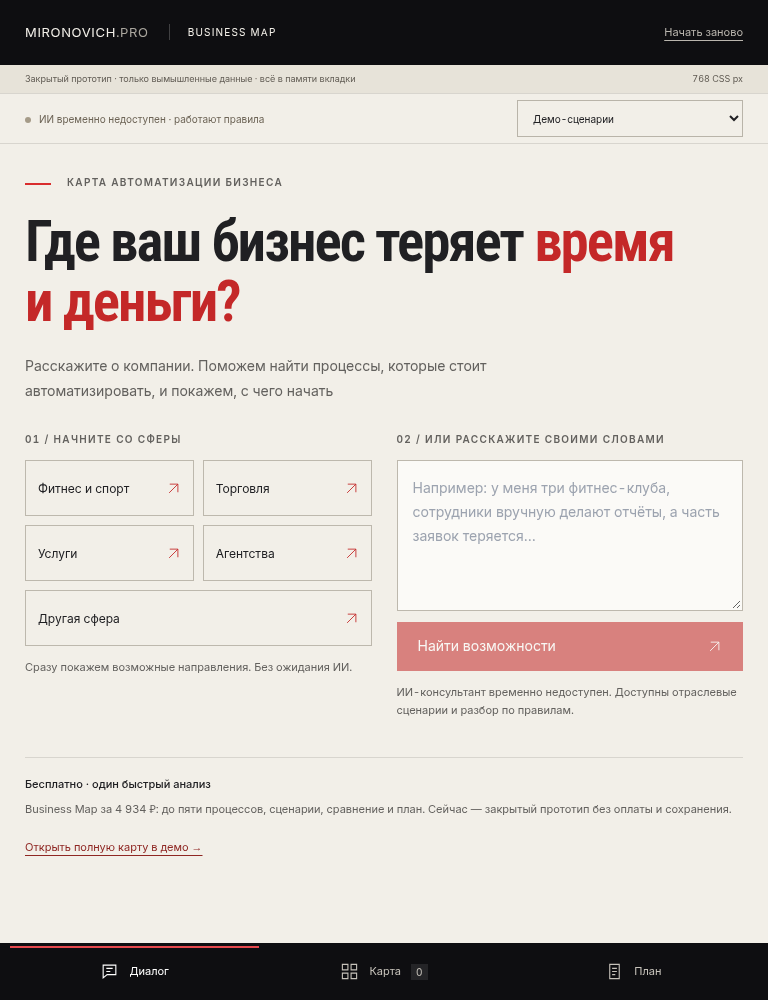 MIRONOVICH.PRO
BUSINESS MAP
Начать заново
Закрытый прототип · только вымышленные данные · всё в памяти вкладки
768 CSS px
ИИ временно недоступен · работают правила
Демо-сценарии
КАРТА АВТОМАТИЗАЦИИ БИЗНЕСА
Где ваш бизнес теряет время
и деньги?
Расскажите о компании. Поможем найти процессы, которые стоит
автоматизировать, и покажем, с чего начать
01 / НАЧНИТЕ СО СФЕРЫ
Фитнес и спорт
Торговля
Услуги
Агентства
Другая сфера
Сразу покажем возможные направления. Без ожидания ИИ.
02 / ИЛИ РАССКАЖИТЕ СВОИМИ СЛОВАМИ
Например: у меня три фитнес-клуба,
сотрудники вручную делают отчёты, а часть
заявок теряется...
Найти возможности
ИИ-консультант временно недоступен. Доступны отраслевые
сценарии и разбор по правилам.
Бесплатно · один быстрый анализ
Business Map за 4 934 ₽: до пяти процессов, сценарии, сравнение и план. Сейчас — закрытый прототип без оплаты и сохранения.
Открыть полную карту в демо →
Диалог
Карта 0
План